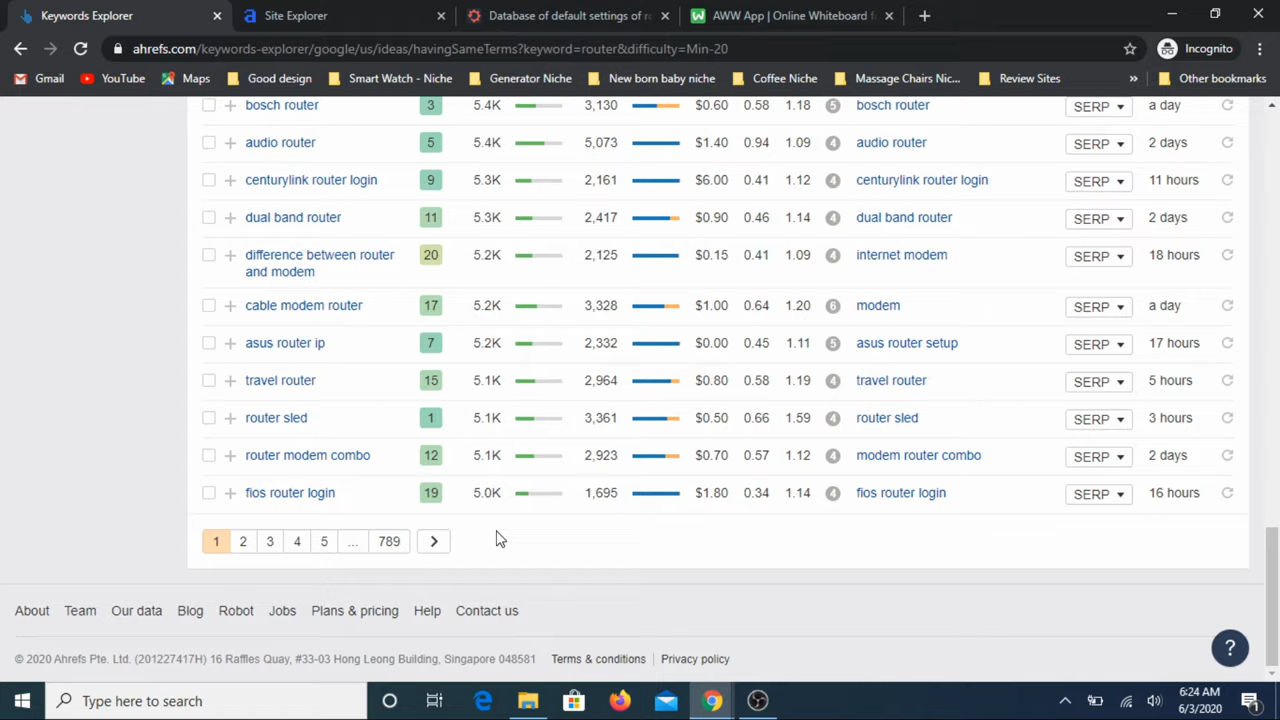 Keywords Explorer
Site Explorer
Database of default settings of r
AWW App | Online Whiteboard f
ahrefs.com/keywords-explorer/google/us/ideas/havingSameTerms?keyword=router&difficulty=Min-20
Incognito
Gmail YouTube Maps Good design Smart Watch - Niche Generator Niche New born baby niche Coffee Niche Massage Chairs Nic... Review Sites » Other bookmarks
bosch router 3 5.4K 3,130 $0.60 0.58 1.18 5 bosch router SERP a day
audio router 5 5.4K 5,073 $1.40 0.94 1.09 4 audio router SERP 2 days
centurylink router login 9 5.3K 2,161 $6.00 0.41 1.12 4 centurylink router login SERP 11 hours
dual band router 11 5.3K 2,417 $0.90 0.46 1.14 4 dual band router SERP 2 days
difference between router 20 5.2K 2,125 $0.15 0.41 1.09 4 internet modem SERP 18 hours
and modem
cable modem router 17 5.2K 3,328 $1.00 0.64 1.20 6 modem SERP a day
asus router ip 7 5.2K 2,332 $0.00 0.45 1.11 5 asus router setup SERP 17 hours
travel router 15 5.1K 2,964 $0.80 0.58 1.19 4 travel router SERP 5 hours
router sled 1 5.1K 3,361 $0.50 0.66 1.59 4 router sled SERP 3 hours
router modem combo 12 5.1K 2,923 $0.70 0.57 1.12 4 modem router combo SERP 2 days
fios router login 19 5.0K 1,695 $1.80 0.34 1.14 4 fios router login SERP 16 hours
1 2 3 4 5 ... 789
About Team Our data Blog Robot Jobs Plans & pricing Help Contact us
© 2020 Ahrefs Pte. Ltd. (201227417H) 16 Raffles Quay, #33-03 Hong Leong Building, Singapore 048581 Terms & conditions Privacy policy
?
Type here to search
6:24 AM
6/3/2020
1